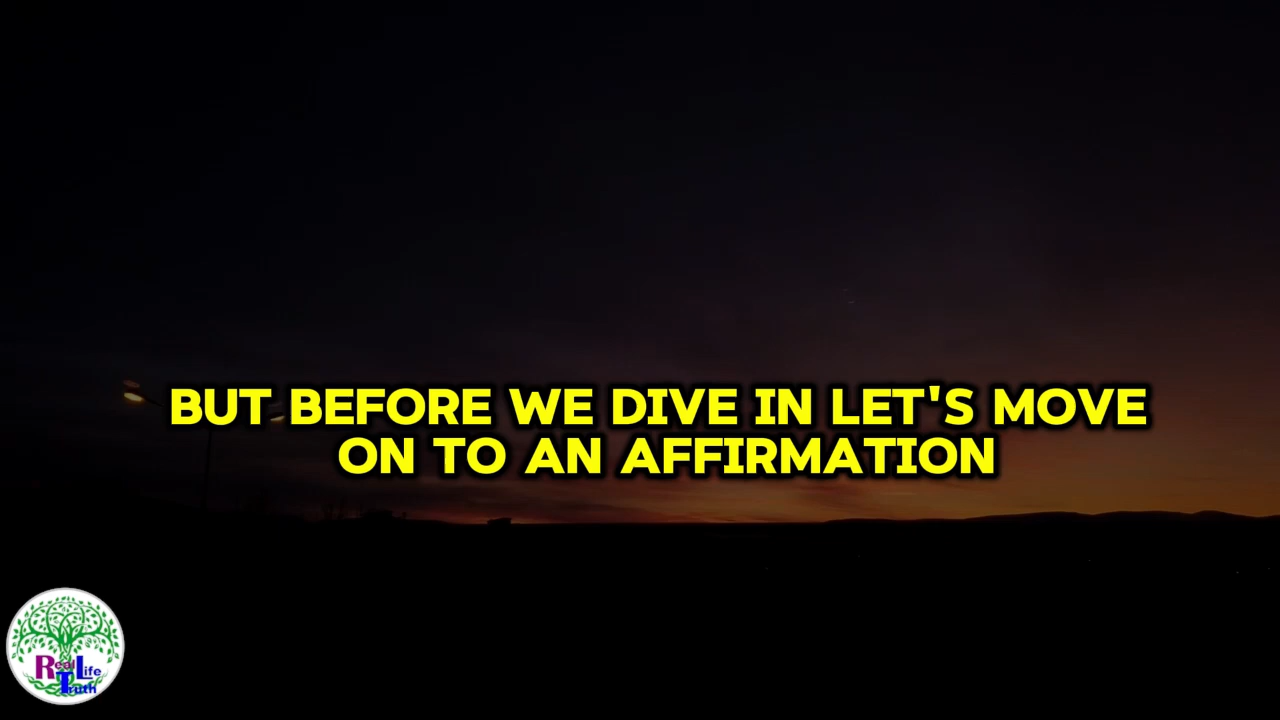 BUT BEFORE WE DIVE IN LET'S MOVE
ON TO AN AFFIRMATION
Real Life
Truth